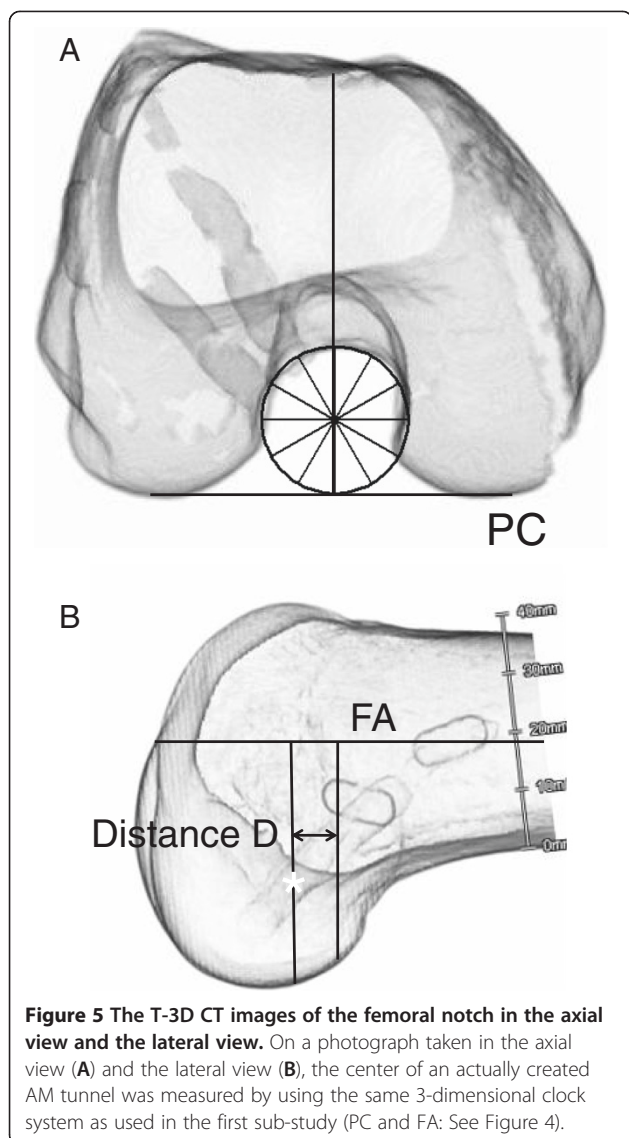 A
PC
B
40mm
30mm
20mm
FA
Distance D
*
0mm
Figure 5 The T-3D CT images of the femoral notch in the axial
view and the lateral view. On a photograph taken in the axial
view (A) and the lateral view (B), the center of an actually created
AM tunnel was measured by using the same 3-dimensional clock
system as used in the first sub-study (PC and FA: See Figure 4).